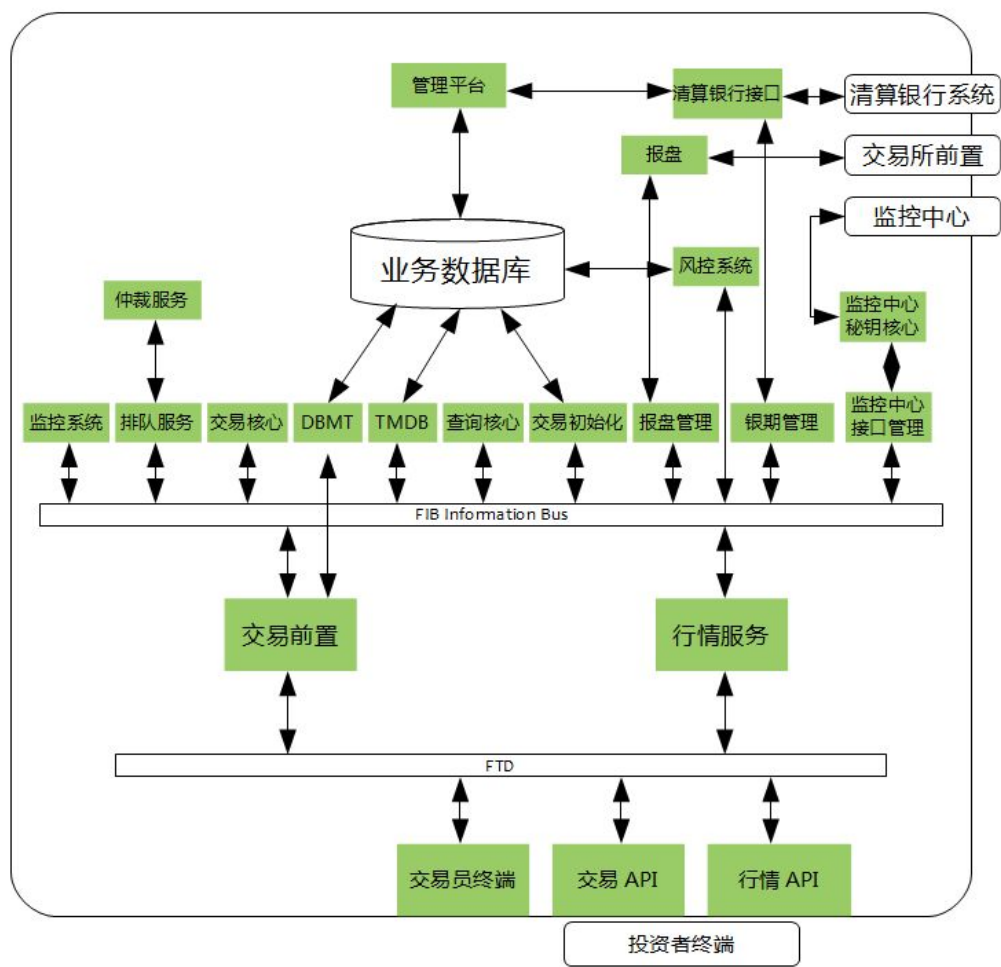 管理平台
清算银行接口
清算银行系统
报盘
交易所前置
监控中心
业务数据库
风控系统
仲裁服务
监控中心
秘钥核心
监控系统
排队服务
交易核心
DBMT
TMDB
查询核心
交易初始化
报盘管理
银期管理
监控中心
接口管理
FIB Information Bus
交易前置
行情服务
FTD
交易员终端
交易 API
行情 API
投资者终端